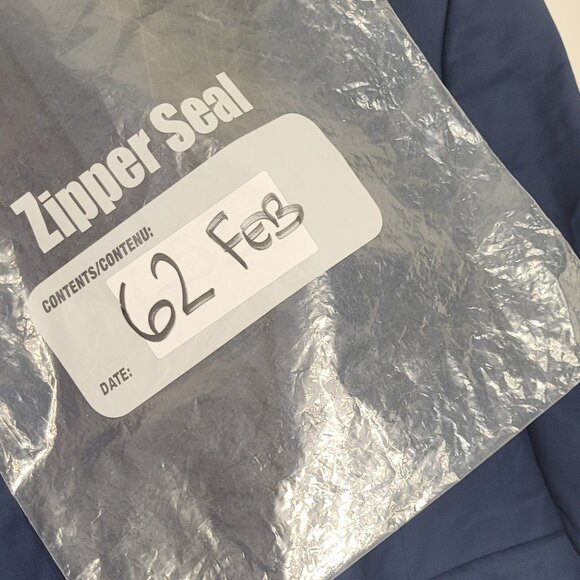 Zipper Seal
CONTENTS/CONTENU:
62 FEB
DATE: